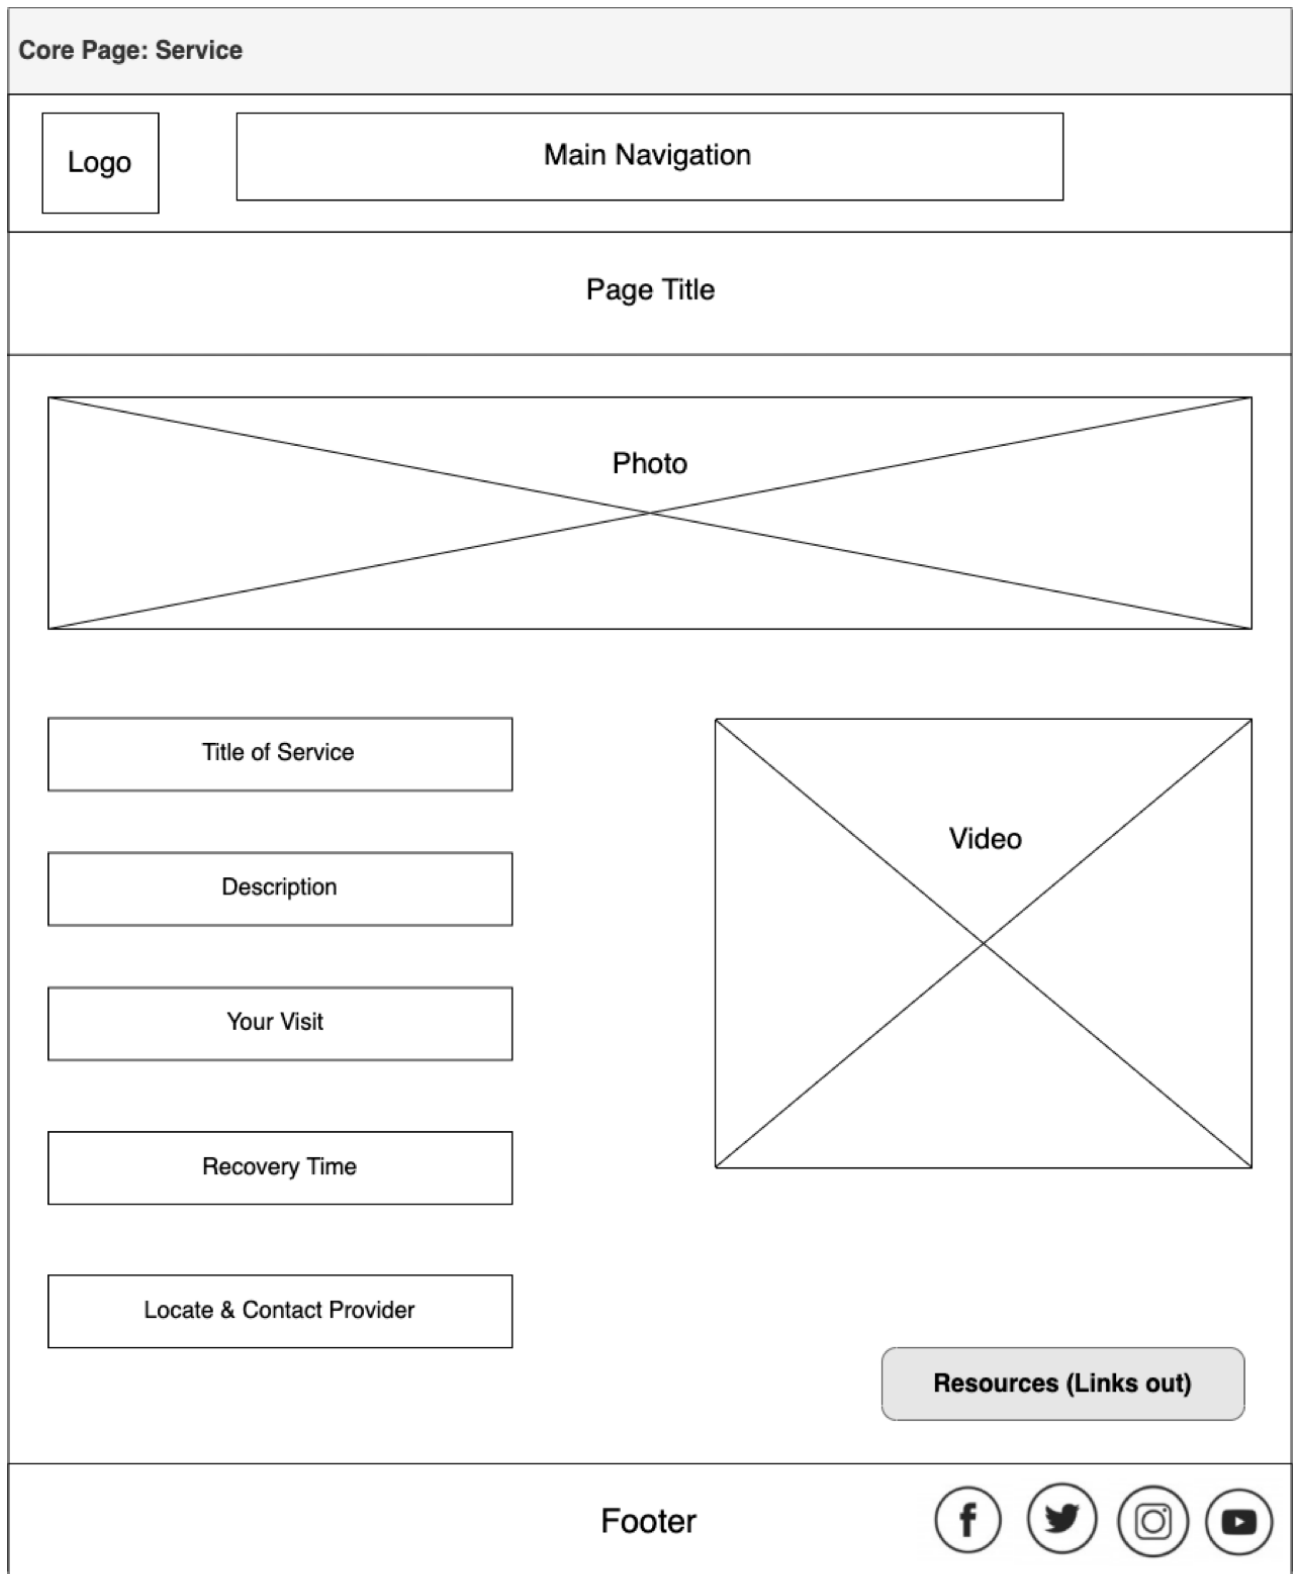 Core Page: Service
Logo
Main Navigation
Page Title
Photo
Title of Service
Video
Description
Your Visit
Recovery Time
Locate & Contact Provider
Resources (Links out)
Footer